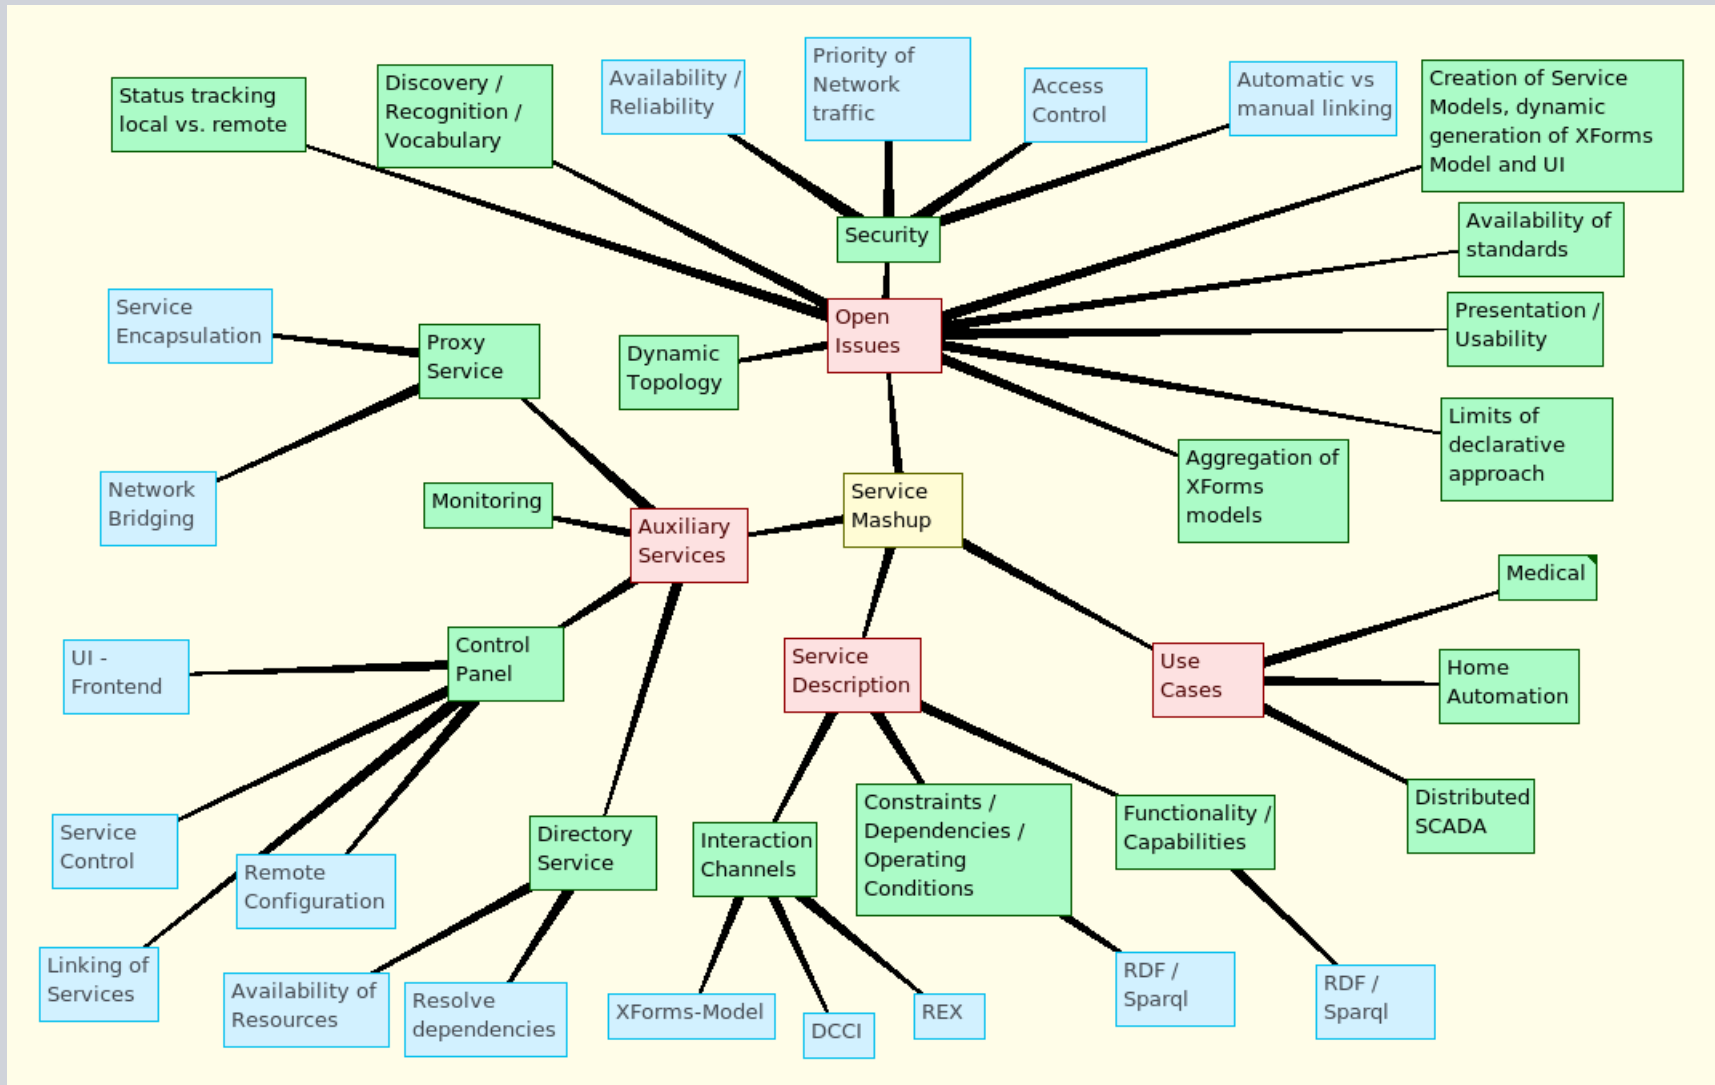 Status tracking
local vs. remote
Discovery /
Recognition /
Vocabulary
Availability /
Reliability
Priority of
Network
traffic
Access
Control
Automatic vs
manual linking
Creation of Service
Models, dynamic
generation of XForms
Model and UI
Security
Availability of
standards
Open
Issues
Presentation /
Usability
Service
Encapsulation
Proxy
Service
Dynamic
Topology
Limits of
declarative
approach
Aggregation of
XForms
models
Network
Bridging
Monitoring
Service
Mashup
Auxiliary
Services
Medical
UI -
Frontend
Control
Panel
Service
Description
Use
Cases
Home
Automation
Distributed
SCADA
Service
Control
Remote
Configuration
Directory
Service
Interaction
Channels
Constraints /
Dependencies /
Operating
Conditions
Functionality /
Capabilities
Linking of
Services
Availability of
Resources
Resolve
dependencies
XForms-Model
DCCI
REX
RDF /
Sparql
RDF /
Sparql